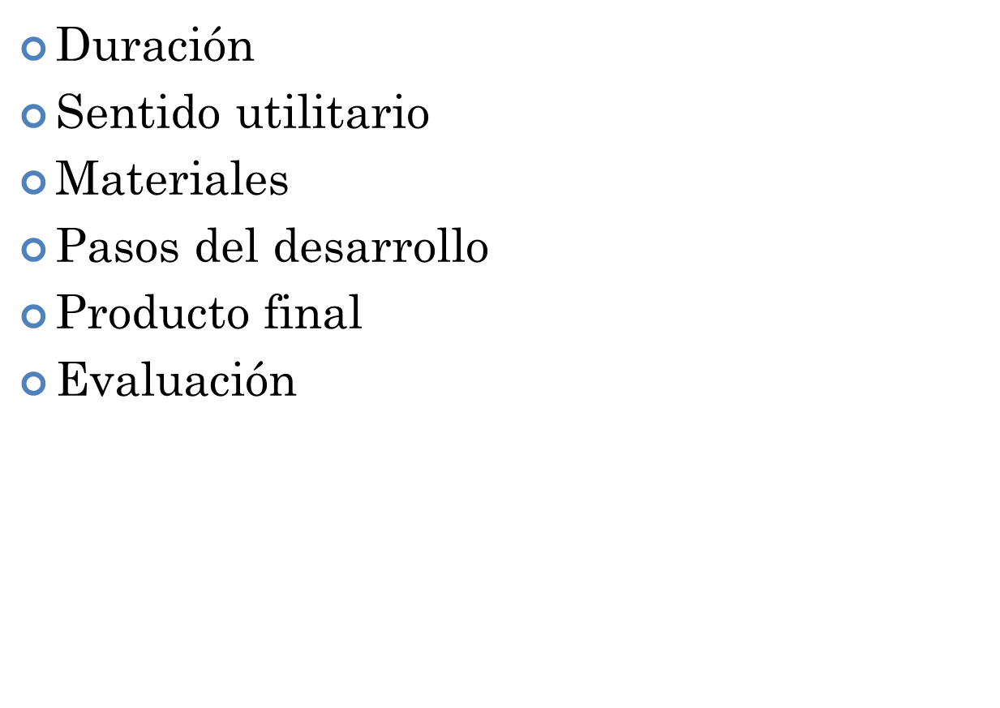 Duración
Sentido utilitario
Materiales
Pasos del desarrollo
Producto final
Evaluación